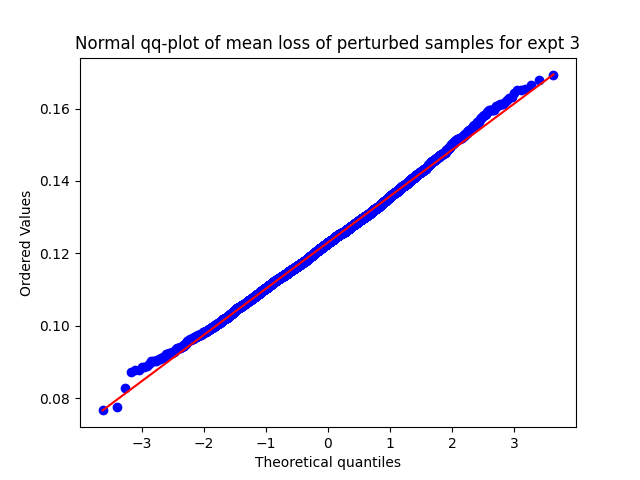 Normal qq-plot of mean loss of perturbed samples for expt 3
0.16
0.14
0.12
0.10
0.08
Ordered Values
−3 −2 −1 0 1 2 3
Theoretical quantiles